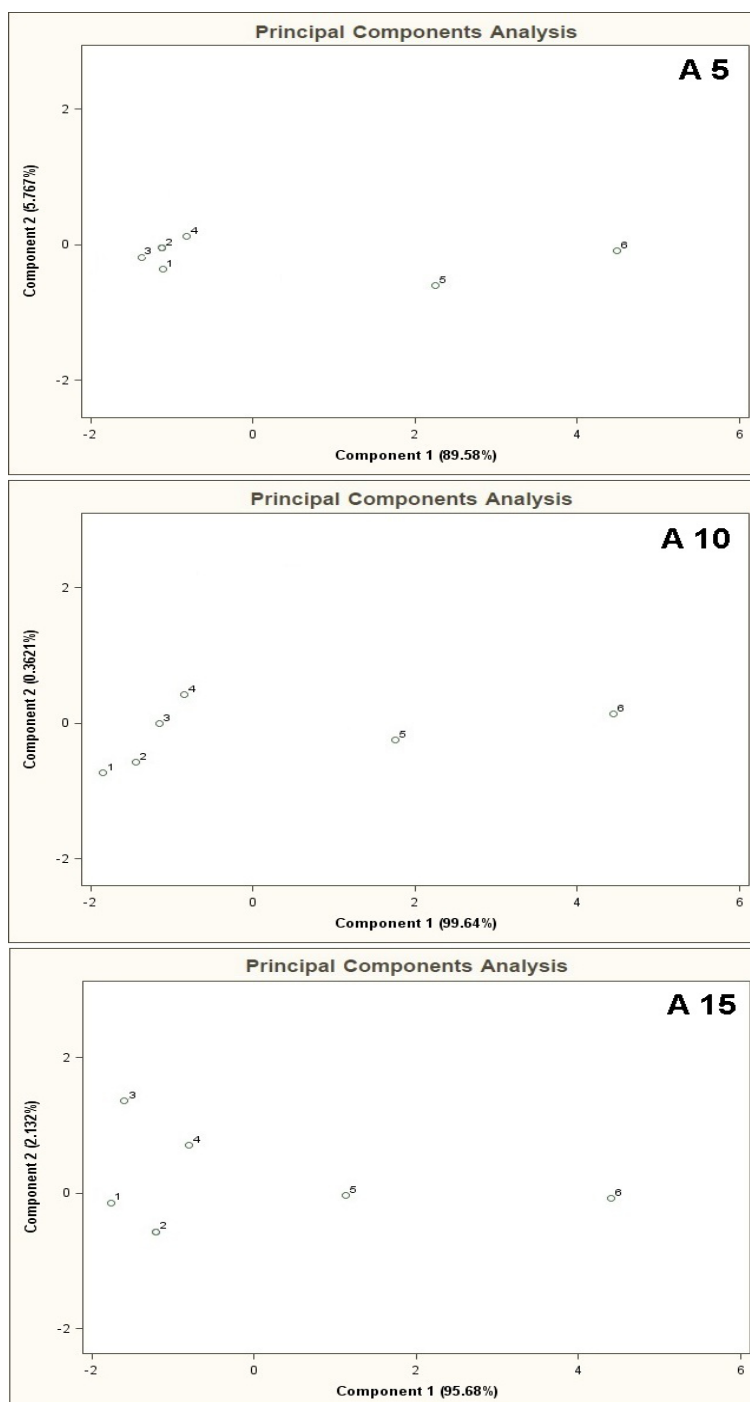 Principal Components Analysis
A 5
2
0
-2
Component 2 (5.767%)
3
2
4
1
5
6
-2 0 2 4 6
Component 1 (89.58%)
Principal Components Analysis
A 10
2
0
-2
Component 2 (0.3621%)
1
2
3
4
5
6
-2 0 2 4 6
Component 1 (99.64%)
Principal Components Analysis
A 15
2
0
-2
Component 2 (2.132%)
3
4
1
2
5
6
-2 0 2 4 6
Component 1 (95.68%)